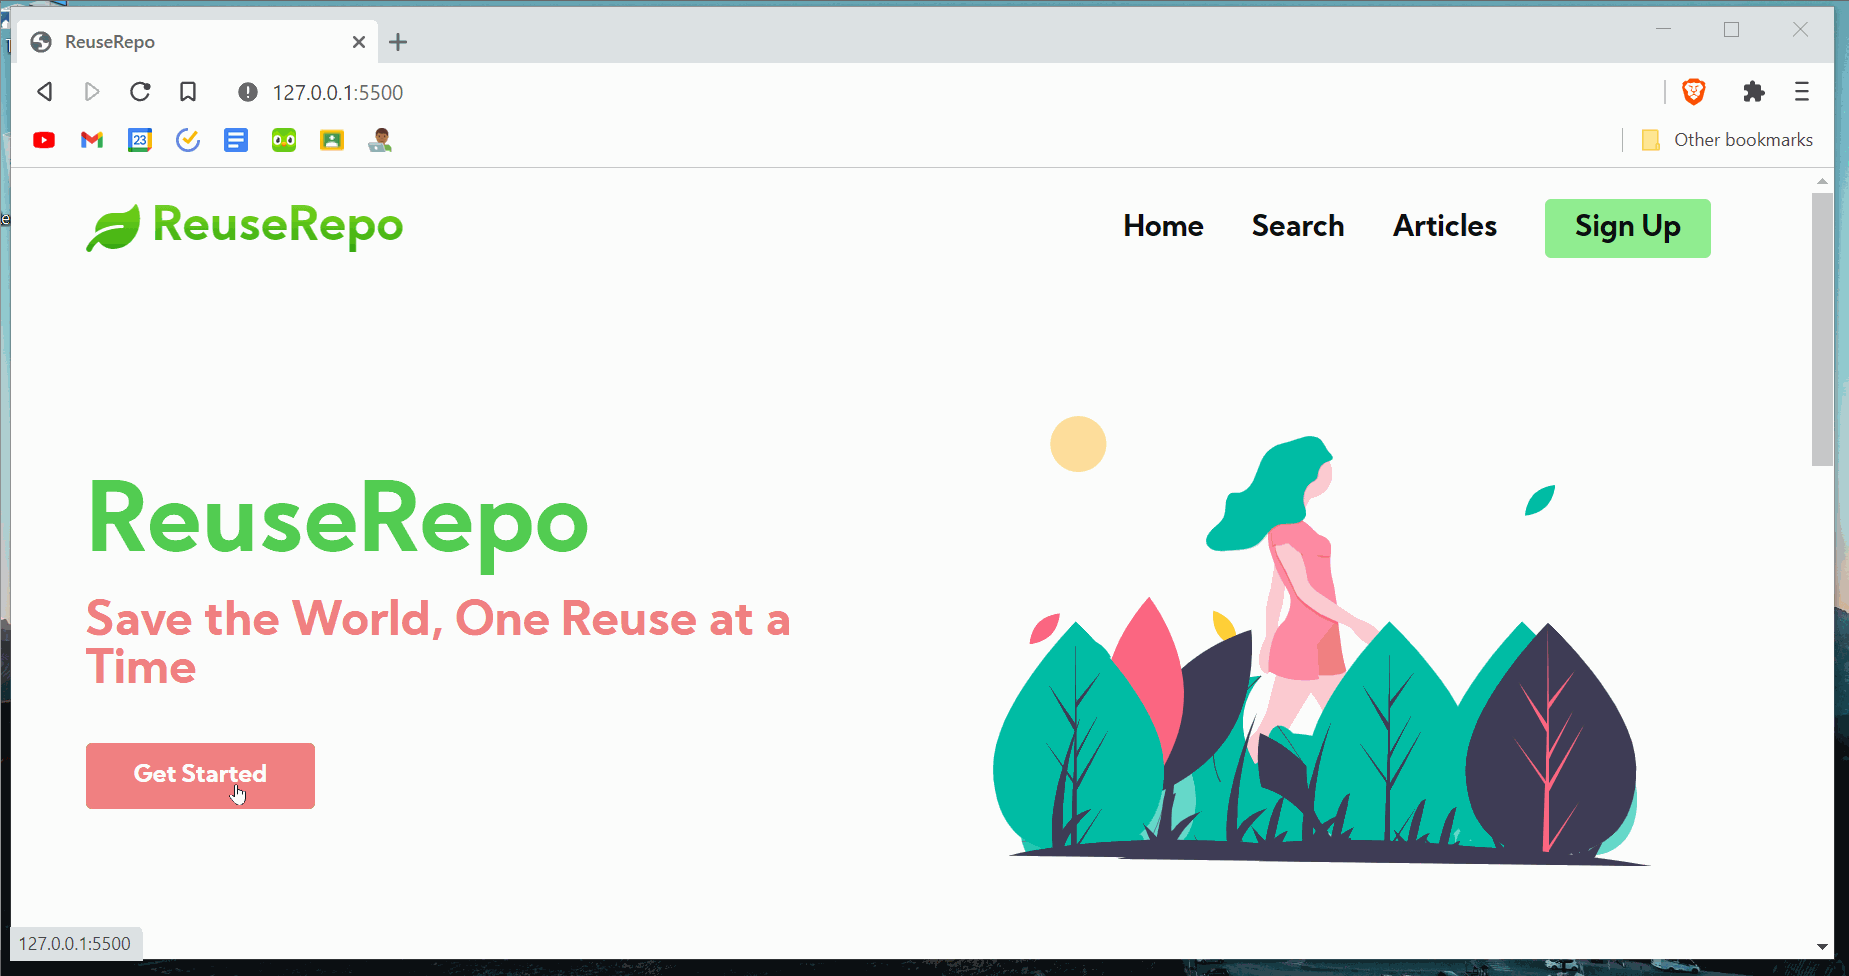 ReuseRepo
127.0.0.1:5500
23
Other bookmarks
ReuseRepo
Home
Search
Articles
Sign Up
ReuseRepo
Save the World, One Reuse at a
Time
Get Started
127.0.0.1:5500